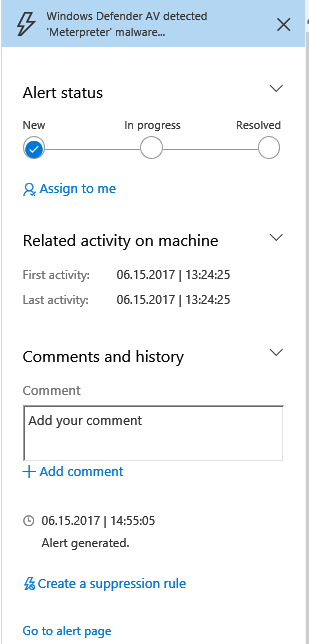 Windows Defender AV detected
'Meterpreter' malware...
Alert status
New In progress Resolved
Assign to me
Related activity on machine
First activity: 06.15.2017 | 13:24:25
Last activity: 06.15.2017 | 13:24:25
Comments and history
Comment
Add your comment
Add comment
06.15.2017 | 14:55:05
Alert generated.
Create a suppression rule
Go to alert page